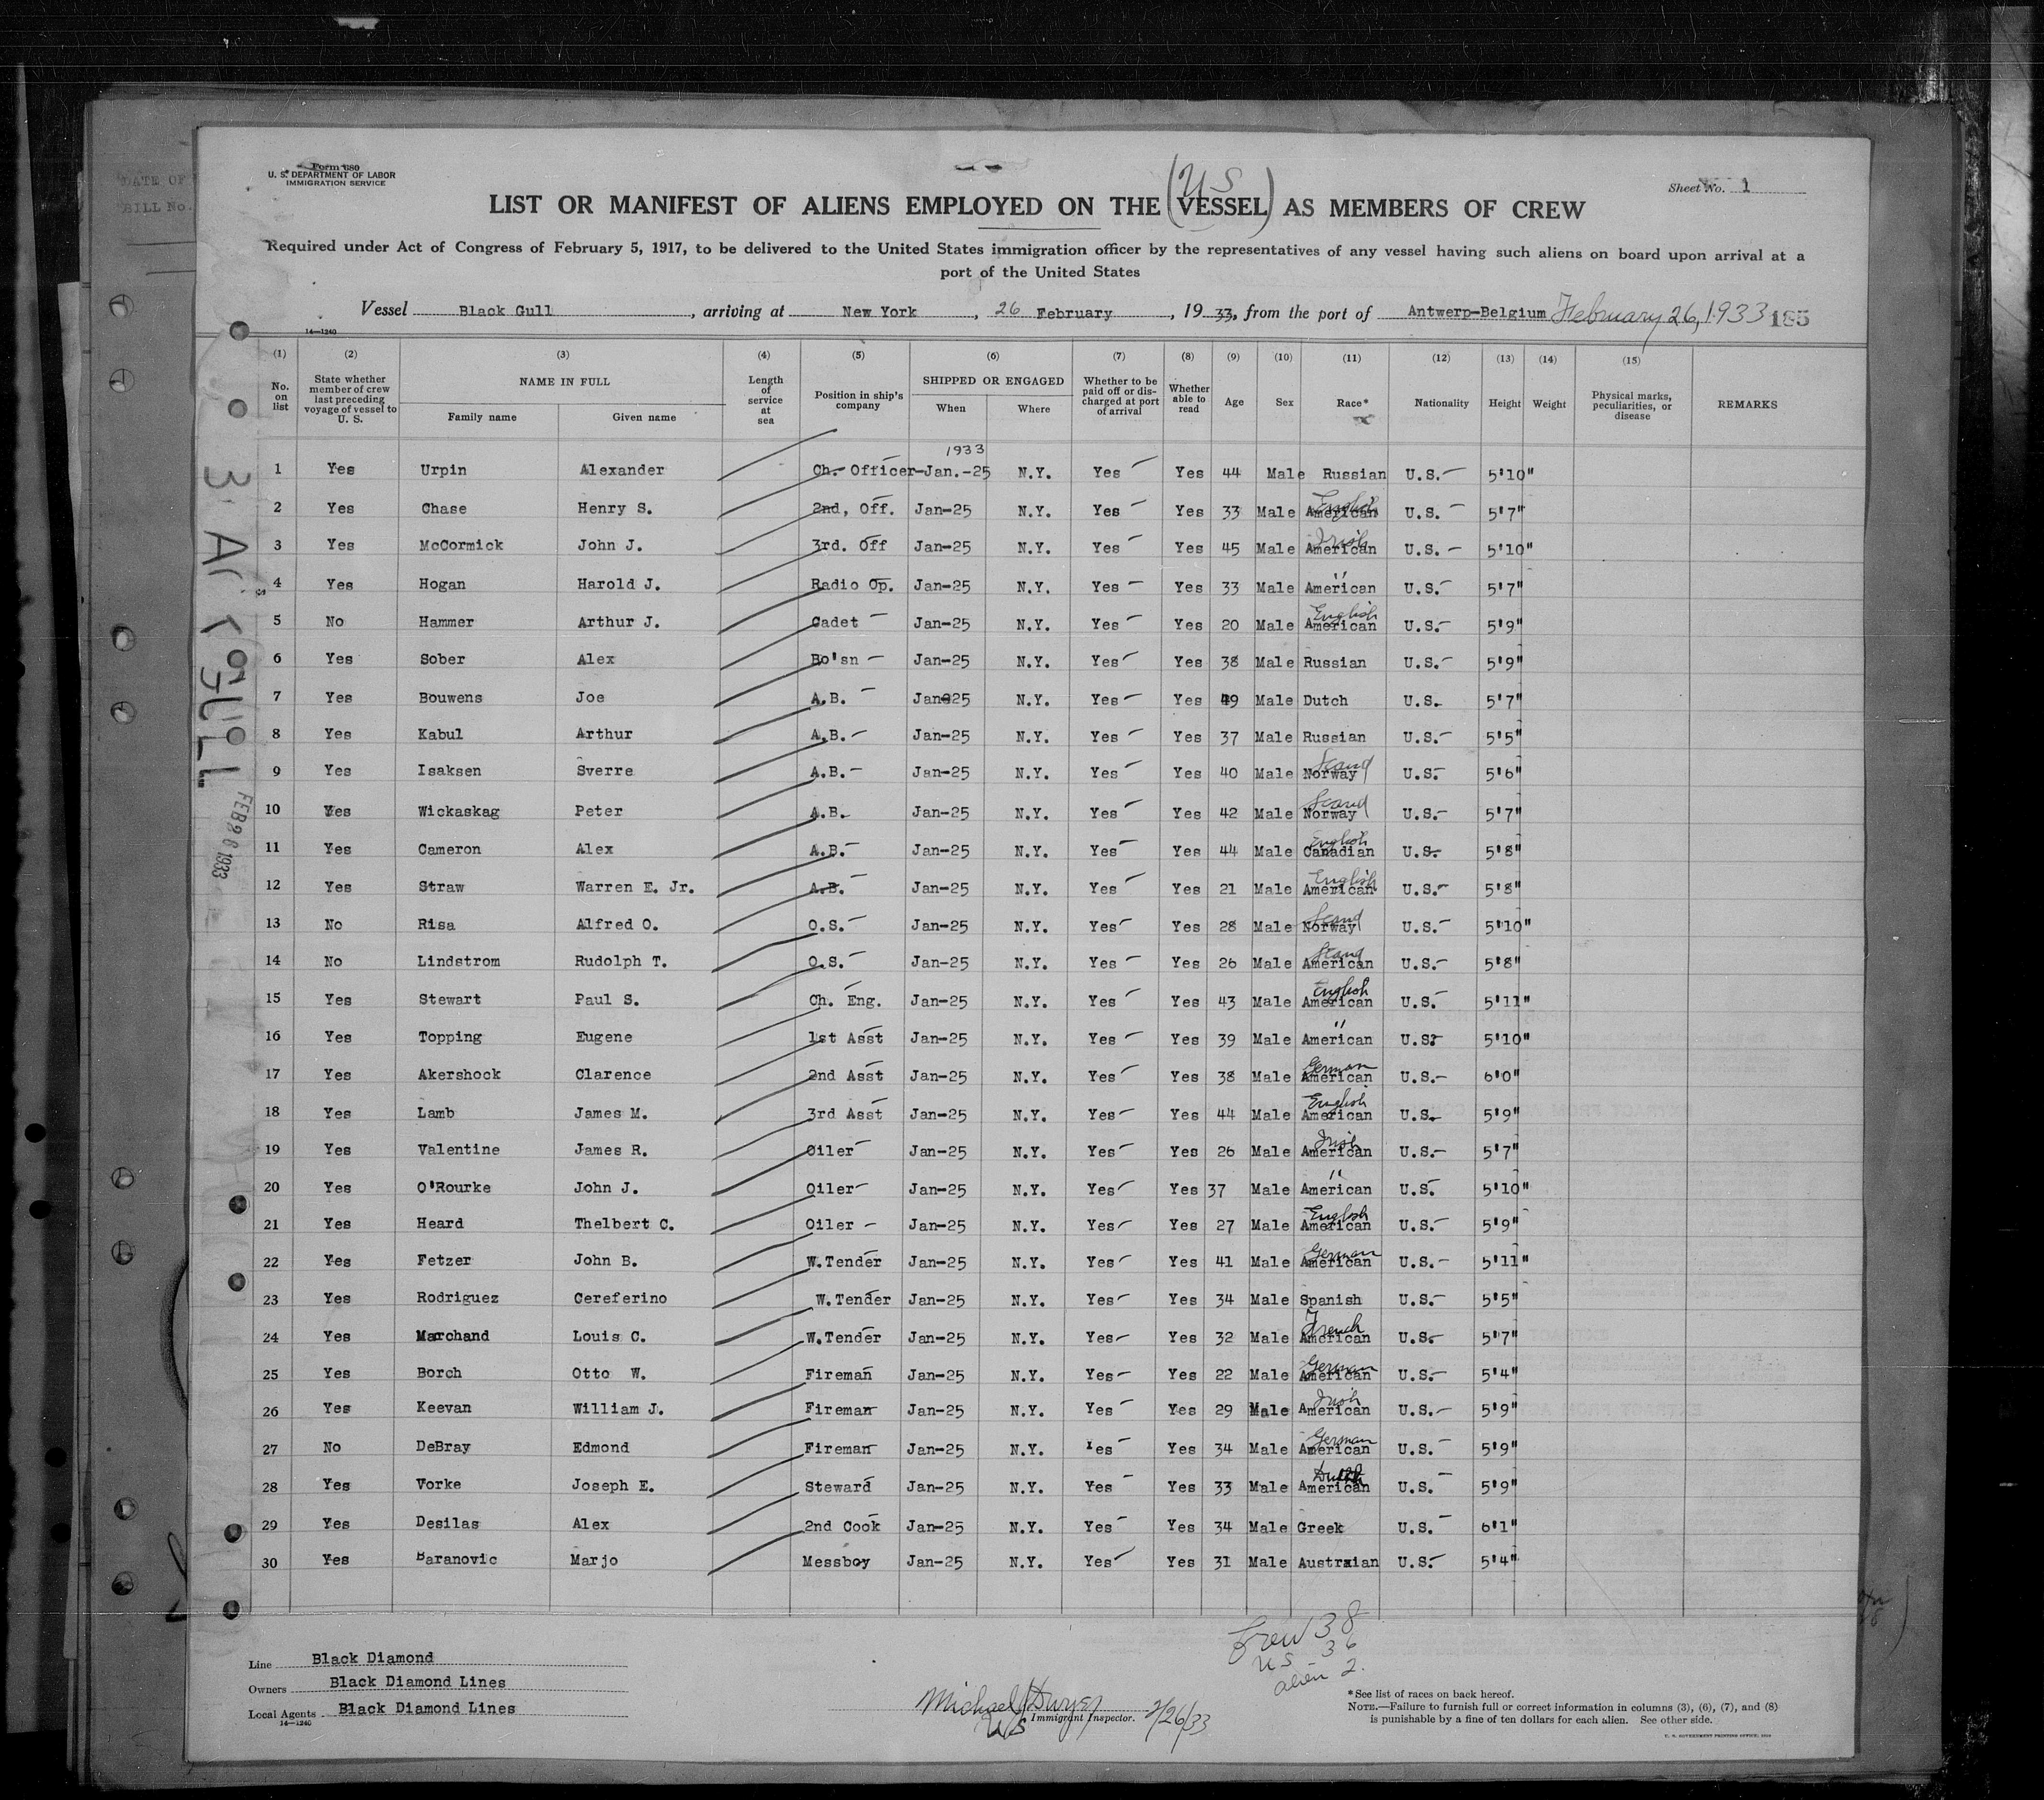 DATE OF
BILL No.
Form 680
U. S. DEPARTMENT OF LABOR
IMMIGRATION SERVICE
Sheet No. 1
(US)
LIST OR MANIFEST OF ALIENS EMPLOYED ON THE VESSEL AS MEMBERS OF CREW
Required under Act of Congress of February 5, 1917, to be delivered to the United States immigration officer by the representatives of any vessel having such aliens on board upon arrival at a
port of the United States
Vessel Black Gull, arriving at New York, 26 February, 1933, from the port of Antwerp-Belgium February 26, 1933 185
14—1240
(1) (2) (3) (4) (5) (6) (7) (8) (9) (10) (11) (12) (13) (14) (15)
No. on list State whether member of crew last preceding voyage of vessel to U. S. NAME IN FULL Family name Given name Length of service at sea Position in ship's company SHIPPED OR ENGAGED When Where Whether to be paid off or discharged at port of arrival Whether able to read Age Sex Race* Nationality Height Weight Physical marks, peculiarities, or disease REMARKS
1933
1 Yes Urpin Alexander Ch. Officer-Jan.-25 N.Y. Yes Yes 44 Male Russian U.S. 5'10"
2 Yes Chase Henry S. 2nd, Off. Jan-25 N.Y. Yes Yes 33 Male American English U.S. 5'7"
3 Yes McCormick John J. 3rd. Off Jan-25 N.Y. Yes Yes 45 Male American Irish U.S. 5'10"
4 Yes Hogan Harold J. Radio Op. Jan-25 N.Y. Yes Yes 33 Male American " U.S. 5'7"
5 No Hammer Arthur J. Cadet Jan-25 N.Y. Yes Yes 20 Male American English U.S. 5'9"
6 Yes Sober Alex Bo'sn Jan-25 N.Y. Yes Yes 38 Male Russian U.S. 5'9"
7 Yes Bouwens Joe A.B. Jan-25 N.Y. Yes Yes 49 Male Dutch U.S. 5'7"
8 Yes Kabul Arthur A.B. Jan-25 N.Y. Yes Yes 37 Male Russian U.S. 5'5"
9 Yes Isaksen Sverre A.B. Jan-25 N.Y. Yes Yes 40 Male Norway Scand U.S. 5'6"
10 Yes Wickaskag Peter A.B. Jan-25 N.Y. Yes Yes 42 Male Norway Scand U.S. 5'7"
11 Yes Cameron Alex A.B. Jan-25 N.Y. Yes Yes 44 Male Canadian English U.S. 5'8"
12 Yes Straw Warren E. Jr. A.B. Jan-25 N.Y. Yes Yes 21 Male American English U.S. 5'8"
13 No Risa Alfred O. O.S. Jan-25 N.Y. Yes Yes 28 Male Norway Scand U.S. 5'10"
14 No Lindstrom Rudolph T. O.S. Jan-25 N.Y. Yes Yes 26 Male American Scand U.S. 5'8"
15 Yes Stewart Paul S. Ch. Eng. Jan-25 N.Y. Yes Yes 43 Male American English U.S. 5'11"
16 Yes Topping Eugene 1st Asst Jan-25 N.Y. Yes Yes 39 Male American " U.S. 5'10"
17 Yes Akershock Clarence 2nd Asst Jan-25 N.Y. Yes Yes 38 Male American German U.S. 6'0"
18 Yes Lamb James M. 3rd Asst Jan-25 N.Y. Yes Yes 44 Male American English U.S. 5'9"
19 Yes Valentine James R. Oiler Jan-25 N.Y. Yes Yes 26 Male American Irish U.S. 5'7"
20 Yes O'Rourke John J. Oiler Jan-25 N.Y. Yes Yes 37 Male American " U.S. 5'10"
21 Yes Heard Thelbert C. Oiler Jan-25 N.Y. Yes Yes 27 Male American English U.S. 5'9"
22 Yes Fetzer John B. W.Tender Jan-25 N.Y. Yes Yes 41 Male American German U.S. 5'11"
23 Yes Rodriguez Cereferino W.Tender Jan-25 N.Y. Yes Yes 34 Male Spanish U.S. 5'5"
24 Yes Marchand Louis C. W.Tender Jan-25 N.Y. Yes Yes 32 Male American French U.S. 5'7"
25 Yes Borch Otto W. Fireman Jan-25 N.Y. Yes Yes 22 Male American German U.S. 5'4"
26 Yes Keevan William J. Fireman Jan-25 N.Y. Yes Yes 29 Male American Irish U.S. 5'9"
27 No DeBray Edmond Fireman Jan-25 N.Y. Yes Yes 34 Male American German U.S. 5'9"
28 Yes Vorke Joseph E. Steward Jan-25 N.Y. Yes Yes 33 Male American Dutch U.S. 5'9"
29 Yes Desilas Alex 2nd Cook Jan-25 N.Y. Yes Yes 34 Male Greek U.S. 6'1"
30 Yes Baranovic Marjo Messboy Jan-25 N.Y. Yes Yes 31 Male Austraian U.S. 5'4"
FEB 26 1933
Crew 38
US 36
alien 2.
Line Black Diamond
Owners Black Diamond Lines
Local Agents Black Diamond Lines
14—1240
Michael Dwyer 2/26/33
US Immigrant Inspector.
*See list of races on back hereof.
NOTE.—Failure to furnish full or correct information in columns (3), (6), (7), and (8)
is punishable by a fine of ten dollars for each alien. See other side.